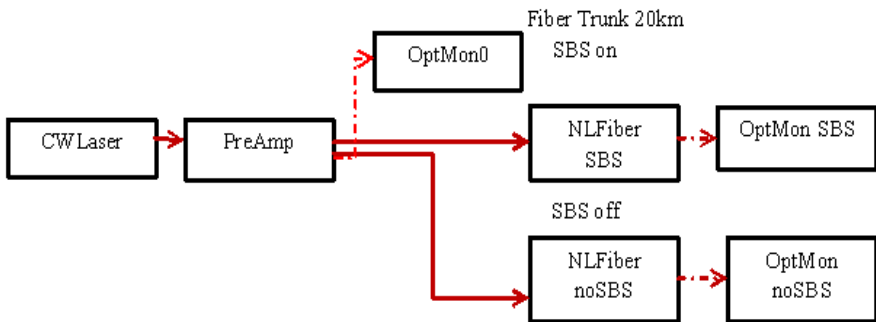 Fiber Trunk 20km
SBS on
OptMon0
CWLaser
PreAmp
NLFiber
SBS
OptMon SBS
SBS off
NLFiber
noSBS
OptMon
noSBS